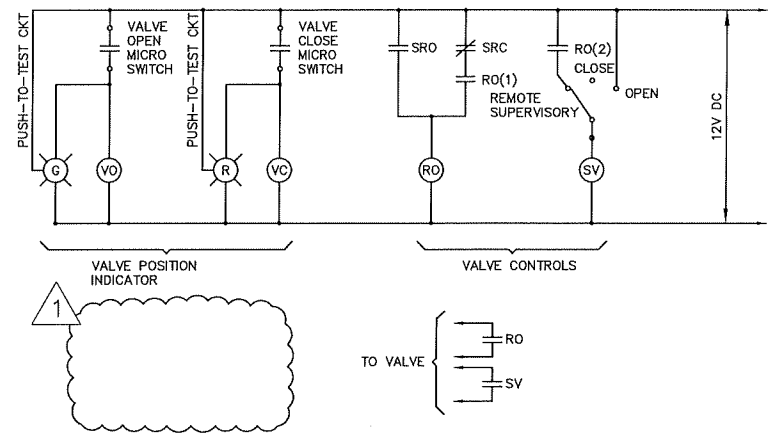 PUSH-TO-TEST CKT
VALVE
OPEN
MICRO
SWITCH
PUSH-TO-TEST CKT
VALVE
CLOSE
MICRO
SWITCH
SRO
SRC
RO(1)
REMOTE
SUPERVISORY
RO(2)
CLOSE
OPEN
12V DC
G
VO
R
VC
RO
SV
VALVE POSITION
INDICATOR
VALVE CONTROLS
1
TO VALVE
RO
SV